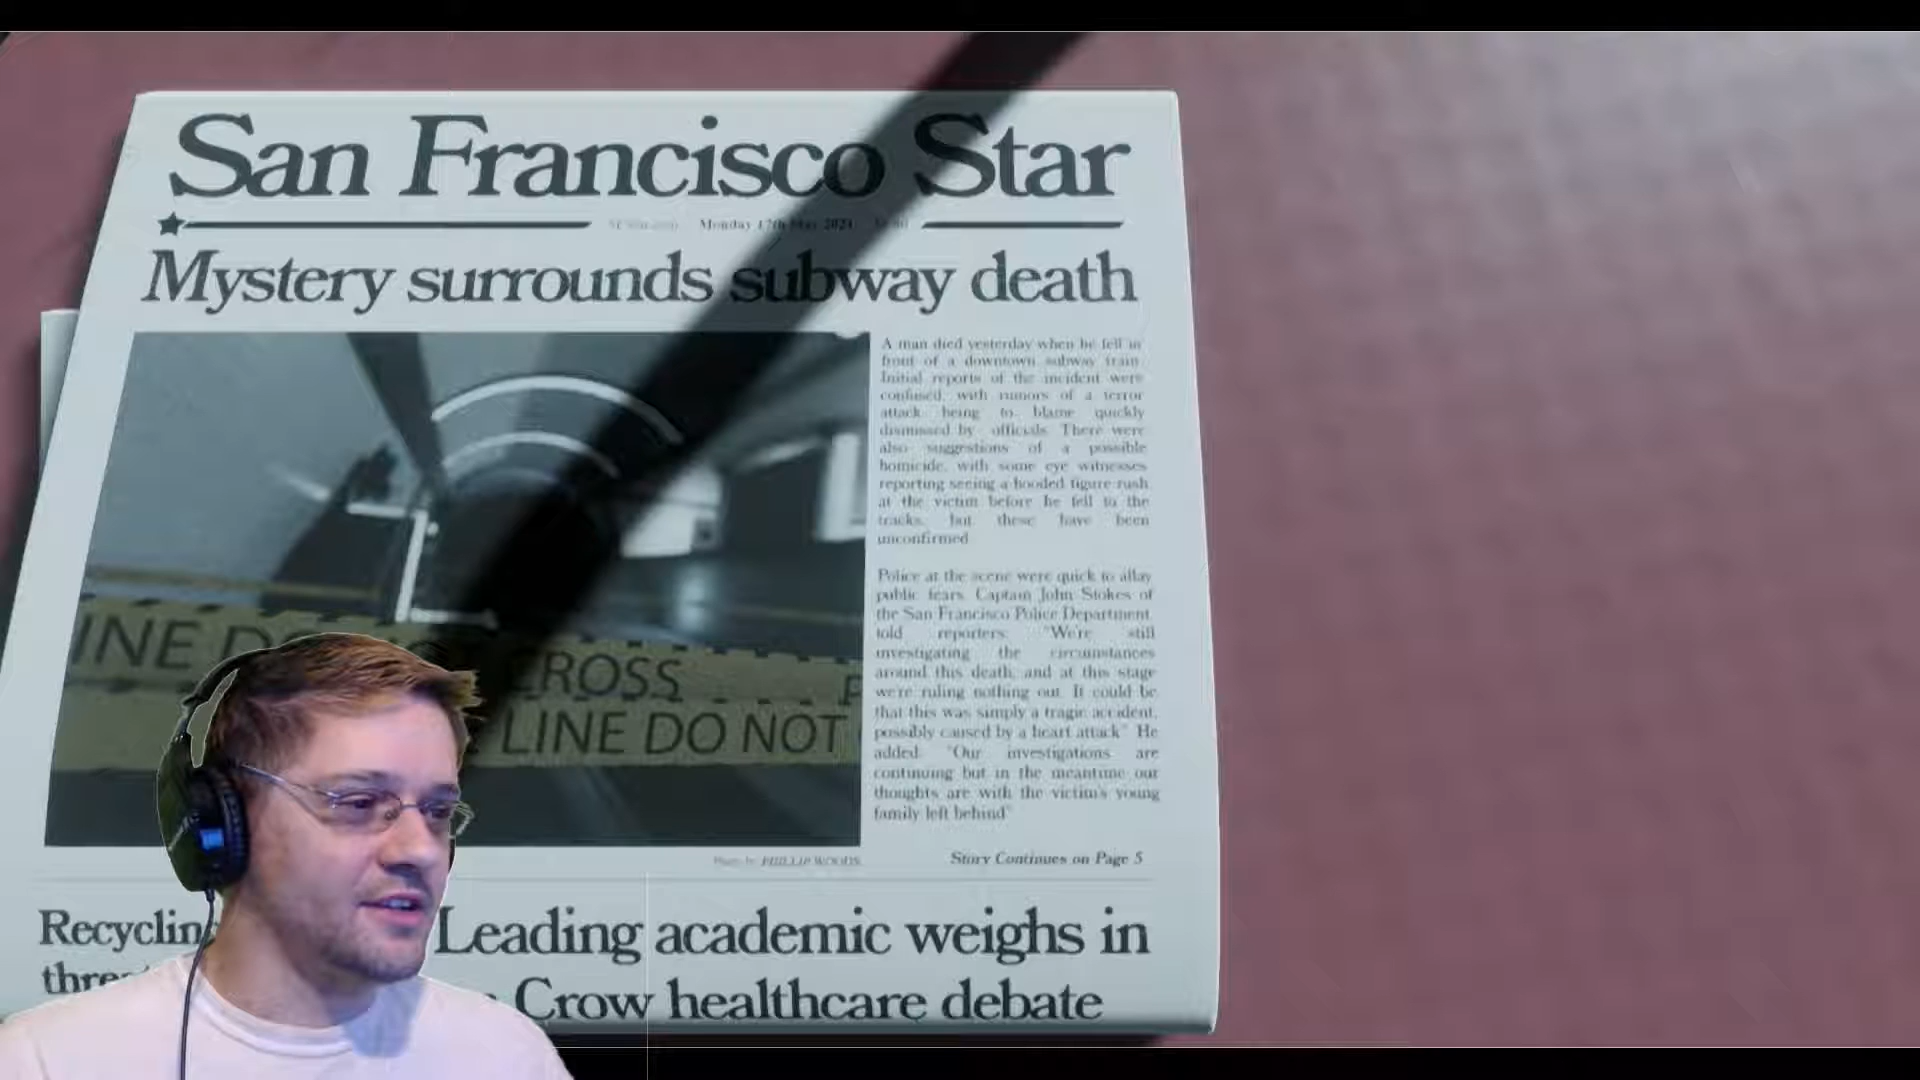 San Francisco Star
Monday 17th May 2021
Mystery surrounds subway death
A man died yesterday when he fell in
front of a downtown subway train.
Initial reports of the incident were
confused, with rumors of a terror
attack being to blame quickly
dismissed by officials. There were
also suggestions of a possible
homicide, with some eye witnesses
reporting seeing a hooded figure rush
at the victim before he fell to the
tracks, but these have been
unconfirmed.
Police at the scene were quick to allay
public fears. Captain John Stokes of
the San Francisco Police Department
told reporters: "We're still
investigating the circumstances
around this death, and at this stage
we're ruling nothing out. It could be
that this was simply a tragic accident,
possibly caused by a heart attack" He
added: "Our investigations are
continuing but in the meantime our
thoughts are with the victim's young
family left behind"
INE DO NOT CROSS
LINE DO NOT
Photo by PHILLIP WOODS
Story Continues on Page 5
Leading academic weighs in
Crow healthcare debate